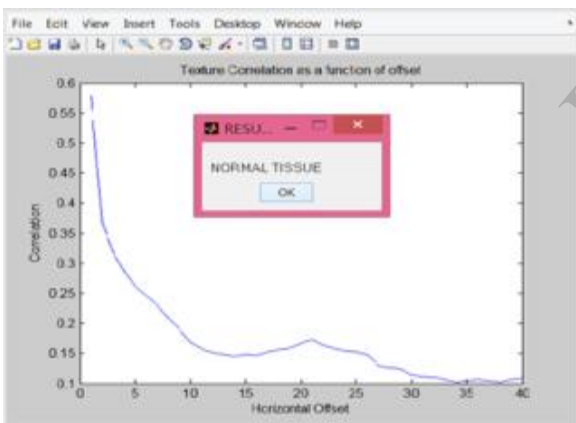 File Edit View Insert Tools Desktop Window Help
Texture Correlation as a function of offset
RESU...
NORMAL TISSUE
OK
Correlation
0.6
0.55
0.5
0.45
0.4
0.35
0.3
0.25
0.2
0.15
0.1
0 5 10 15 20 25 30 35 40
Horizontal Offset